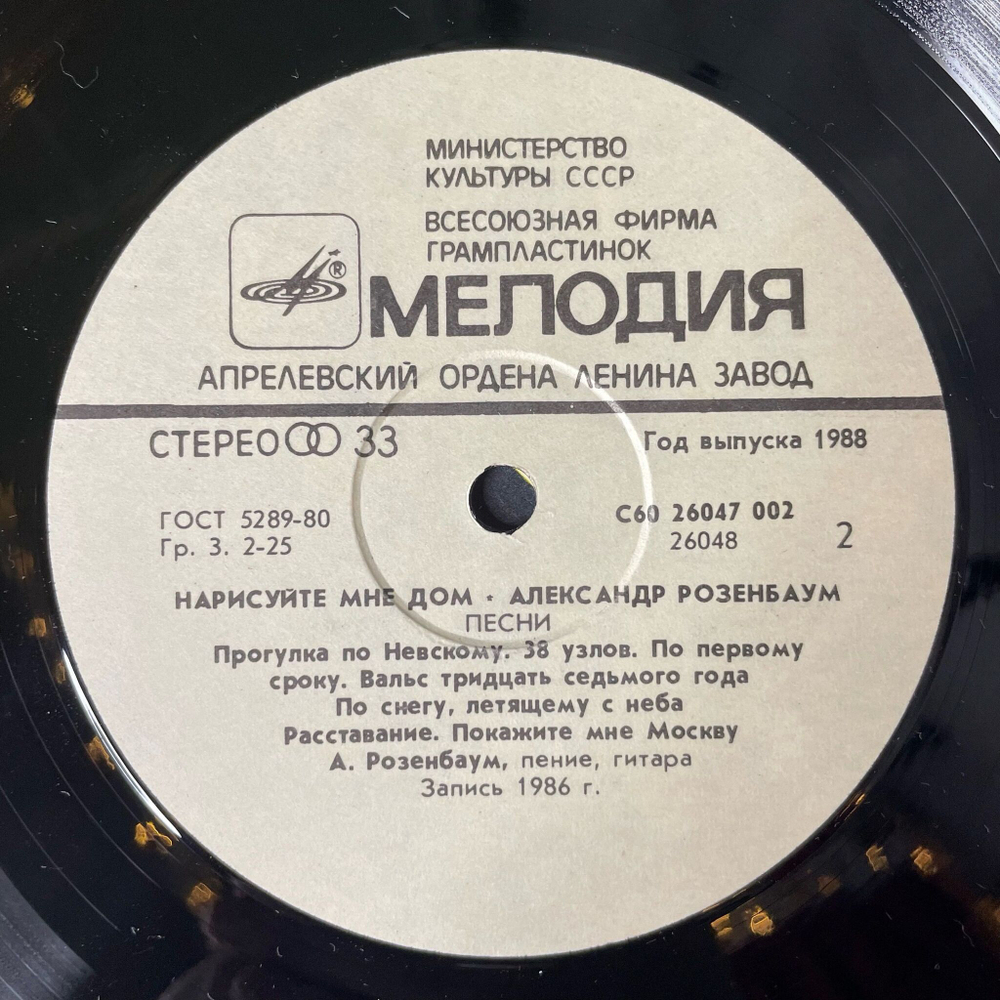 МИНИСТЕРСТВО
КУЛЬТУРЫ СССР
ВСЕСОЮЗНАЯ ФИРМА
ГРАМПЛАСТИНОК
®
МЕЛОДИЯ
АПРЕЛЕВСКИЙ ОРДЕНА ЛЕНИНА ЗАВОД
СТЕРЕО 33
Год выпуска 1988
ГОСТ 5289-80
Гр. 3. 2-25
С60 26047 002
26048
2
НАРИСУЙТЕ МНЕ ДОМ · АЛЕКСАНДР РОЗЕНБАУМ
ПЕСНИ
Прогулка по Невскому. 38 узлов. По первому
сроку. Вальс тридцать седьмого года
По снегу, летящему с неба
Расставание. Покажите мне Москву
А. Розенбаум, пение, гитара
Запись 1986 г.